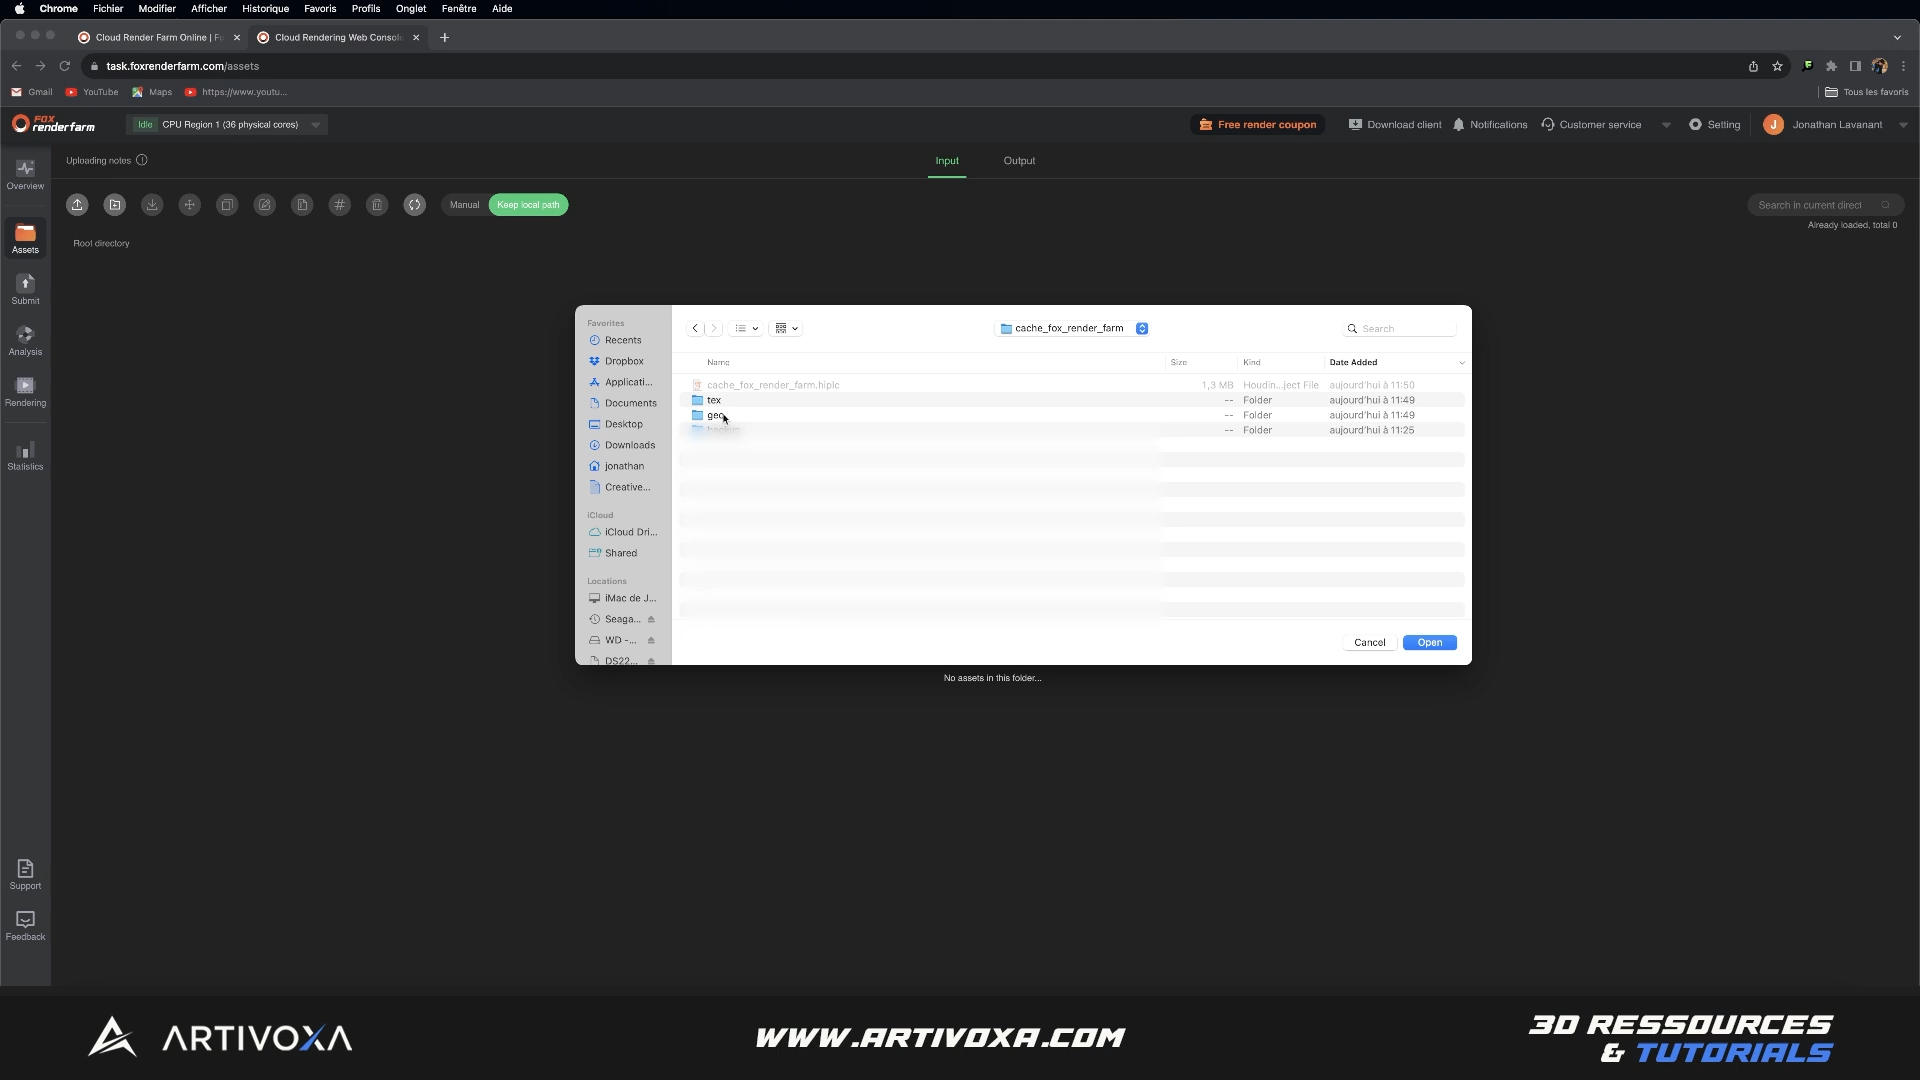 Chrome Fichier Modifier Afficher Historique Favoris Profils Onglet Fenêtre Aide
Cloud Render Farm Online | Fu
Cloud Rendering Web Console
task.foxrenderfarm.com/assets
Gmail YouTube Maps https://www.youtu... Tous les favoris
FOX renderfarm
Idle CPU Region 1 (36 physical cores)
Free render coupon
Download client Notifications Customer service Setting J Jonathan Lavanant
Uploading notes
Input Output
Overview
Manual Keep local path
Search in current direct
Already loaded, total 0
Assets
Root directory
Submit
Analysis
Rendering
Statistics
Support
Feedback
Favorites
Recents
Dropbox
Applicati...
Documents
Desktop
Downloads
jonathan
Creative...
iCloud
iCloud Dri...
Shared
Locations
iMac de J...
Seaga...
WD -...
DS22...
cache_fox_render_farm
Search
Name Size Kind Date Added
cache_fox_render_farm.hiplc 1,3 MB Houdin...ject File aujourd'hui à 11:50
tex -- Folder aujourd'hui à 11:49
geo -- Folder aujourd'hui à 11:49
-- Folder aujourd'hui à 11:25
Cancel Open
No assets in this folder...
ARTIVOXA
WWW.ARTIVOXA.COM
3D RESSOURCES
& TUTORIALS